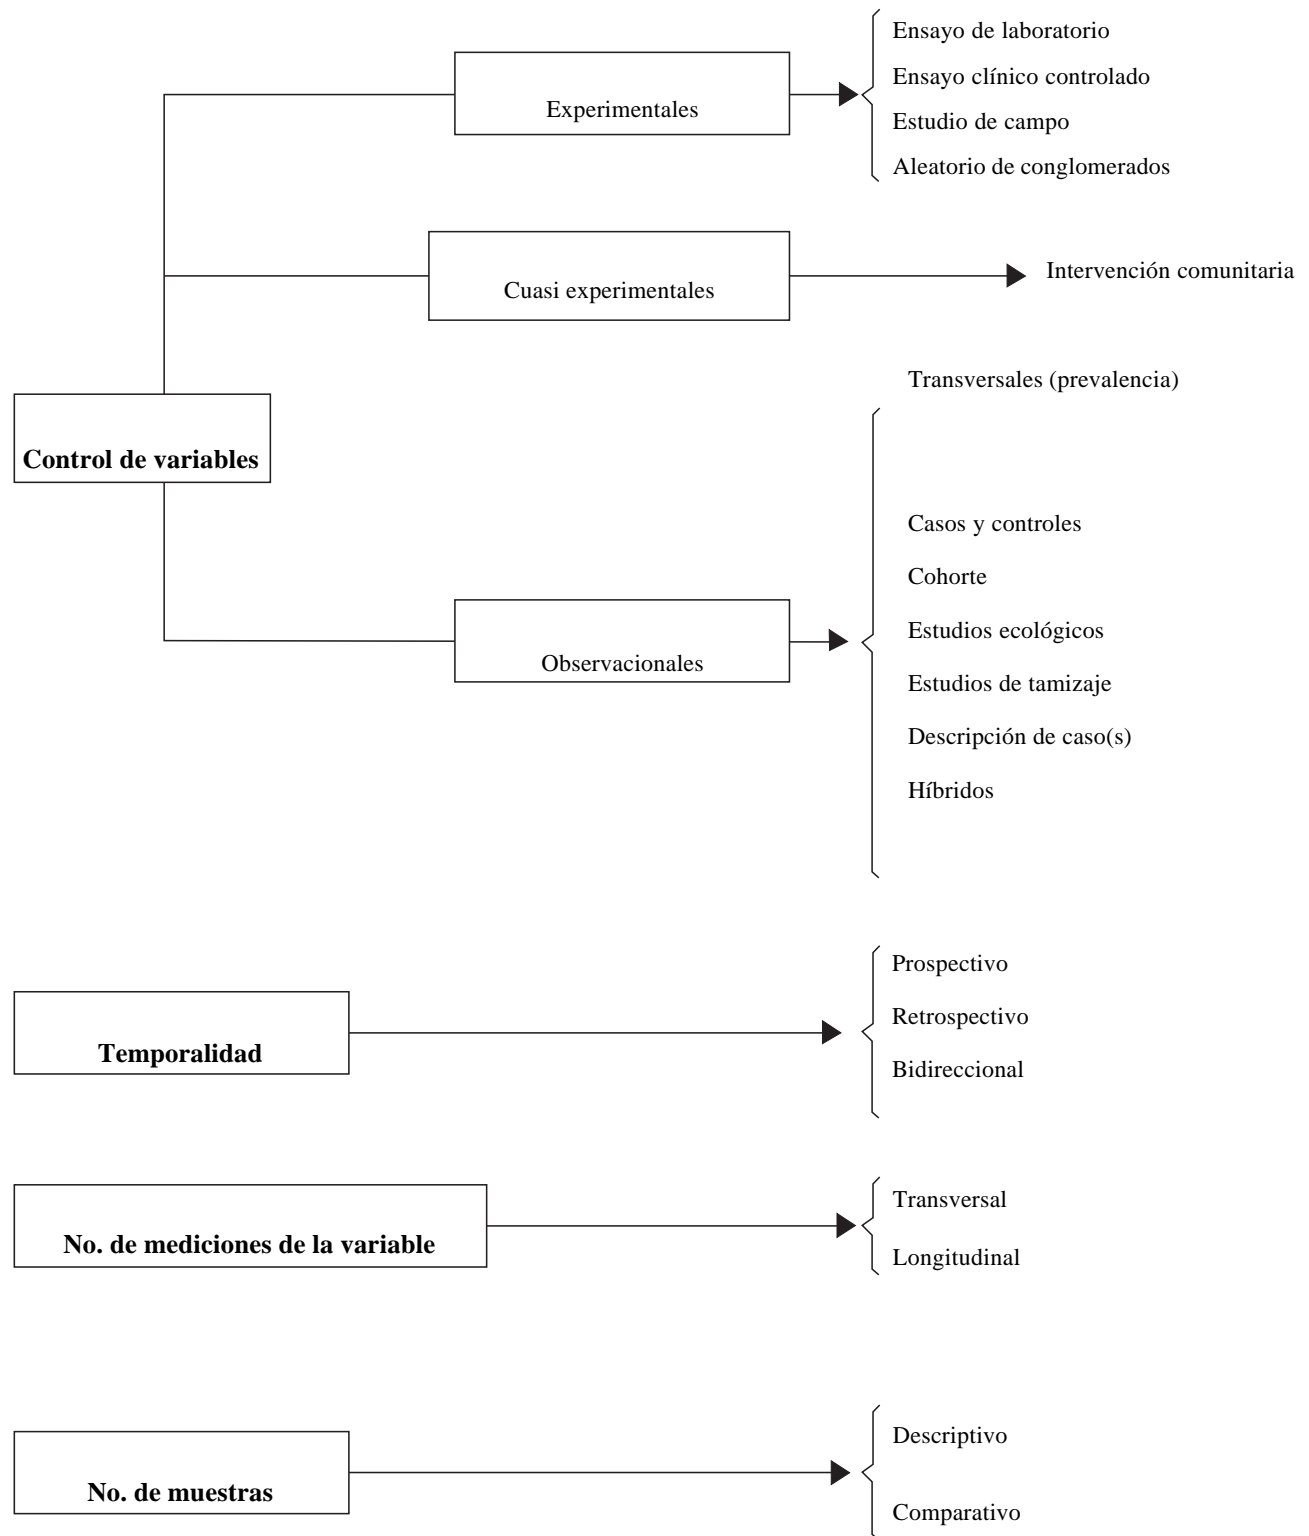 Ensayo de laboratorio
Ensayo clínico controlado
Experimentales
Estudio de campo
Aleatorio de conglomerados
Intervención comunitaria
Cuasi experimentales
Transversales (prevalencia)
Control de variables
Casos y controles
Cohorte
Estudios ecológicos
Observacionales
Estudios de tamizaje
Descripción de caso(s)
Híbridos
Prospectivo
Retrospectivo
Temporalidad
Bidireccional
Transversal
No. de mediciones de la variable
Longitudinal
Descriptivo
No. de muestras
Comparativo